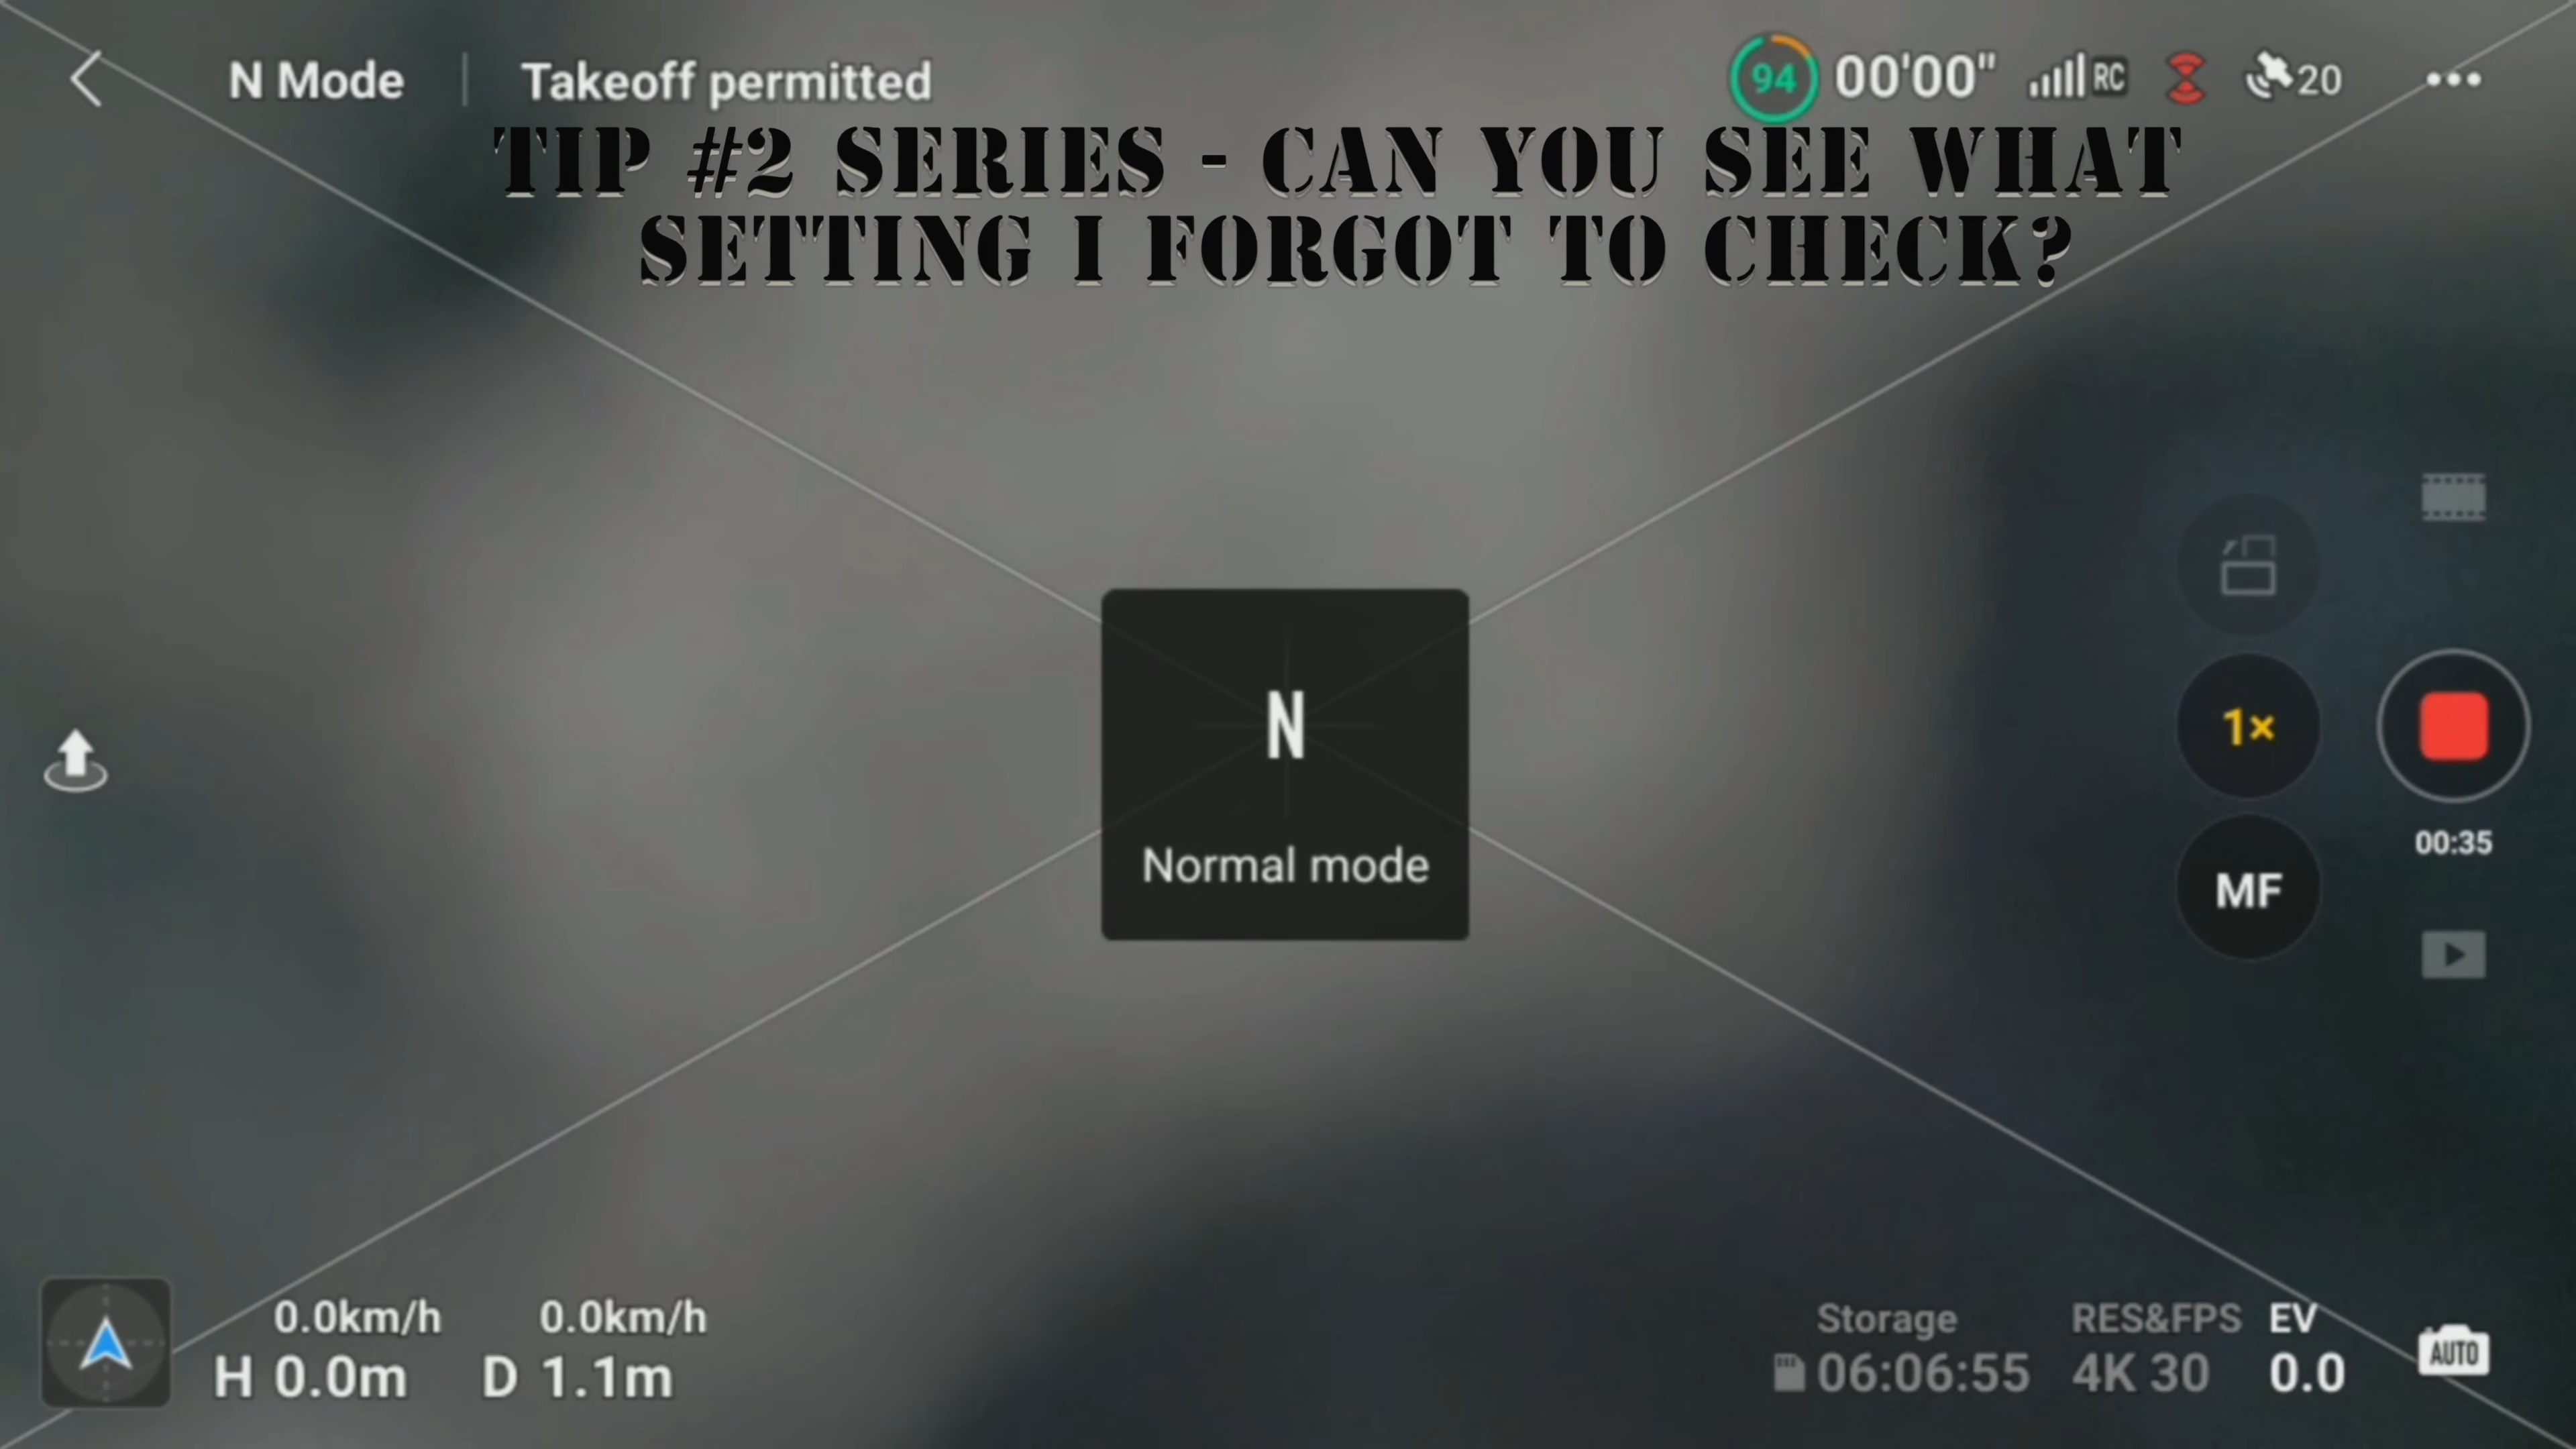 N Mode | Takeoff permitted
94 00'00" RC 20
TIP #2 SERIES - CAN YOU SEE WHAT
SETTING I FORGOT TO CHECK?
N
Normal mode
1×
00:35
MF
0.0km/h 0.0km/h
H 0.0m D 1.1m
Storage RES&FPS EV
06:06:55 4K 30 0.0
AUTO